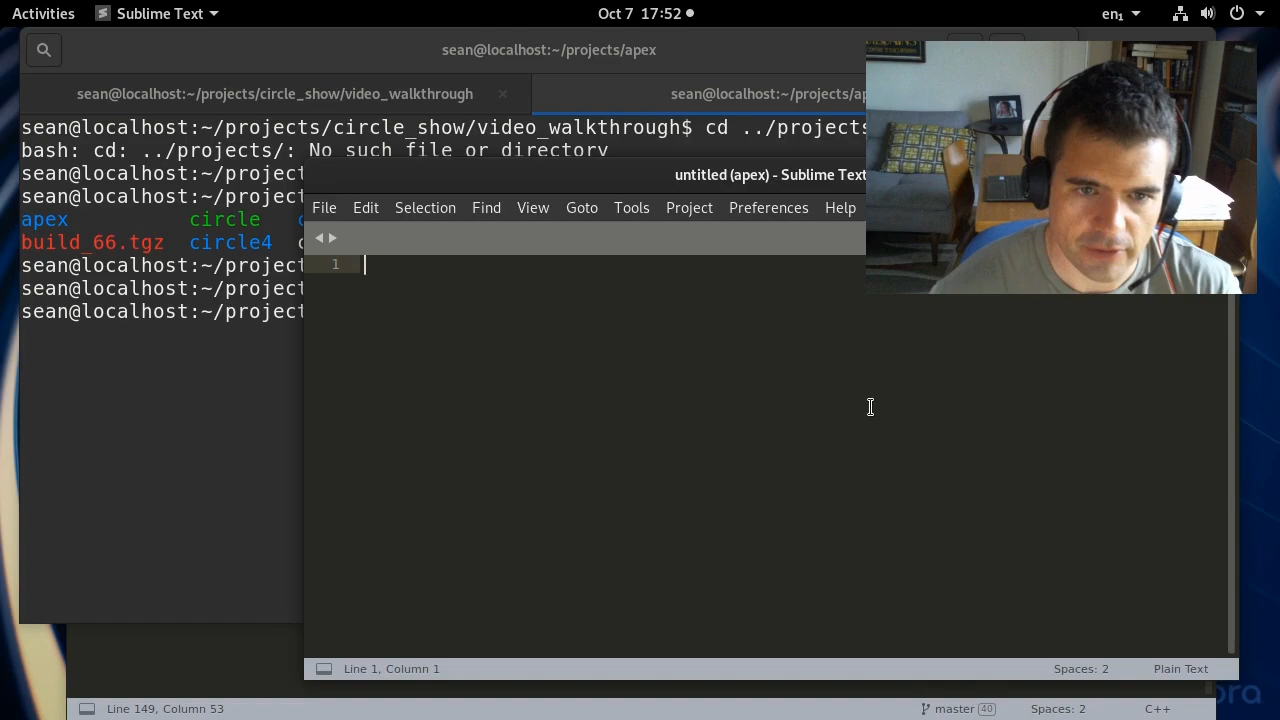 Activities
Sublime Text
Oct 7 17:52
en₁
sean@localhost:~/projects/apex
sean@localhost:~/projects/circle_show/video_walkthrough
sean@localhost:~/projects/ap
sean@localhost:~/projects/circle_show/video_walkthrough$ cd ../projects
bash: cd: ../projects/: No such file or directory
sean@localhost:~/project
sean@localhost:~/project
apex circle
build_66.tgz circle4
sean@localhost:~/project
sean@localhost:~/project
sean@localhost:~/project
untitled (apex) - Sublime Text
File Edit Selection Find View Goto Tools Project Preferences Help
1
Line 1, Column 1
Spaces: 2
Plain Text
Line 149, Column 53
master 40
Spaces: 2
C++